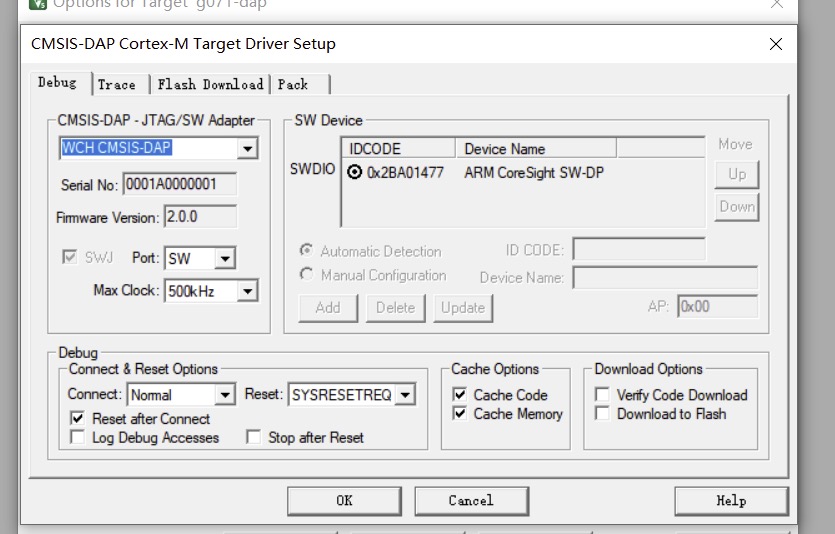 Options for Target 'g071-dap'
CMSIS-DAP Cortex-M Target Driver Setup
Debug Trace Flash Download Pack
CMSIS-DAP - JTAG/SW Adapter
WCH CMSIS-DAP
Serial No: 0001A0000001
Firmware Version: 2.0.0
SWJ Port: SW
Max Clock: 500kHz
SW Device
IDCODE Device Name Move
SWDIO 0x2BA01477 ARM CoreSight SW-DP Up
Down
Automatic Detection ID CODE:
Manual Configuration Device Name:
Add Delete Update AP: 0x00
Debug
Connect & Reset Options
Connect: Normal Reset: SYSRESETREQ
Reset after Connect
Log Debug Accesses Stop after Reset
Cache Options
Cache Code
Cache Memory
Download Options
Verify Code Download
Download to Flash
OK Cancel Help